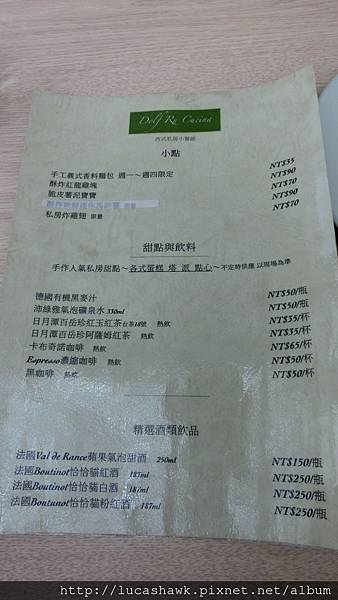 Dolf Ru Cucina
西式私房小餐館
小點
手工義式香料麵包 週一～週四限定 NT$35
酥炸紅龍雞塊 NT$90
脆皮薯泥寶寶 NT$70
NT$90
私房炸雞翅 限量 NT$70
甜點與飲料
手作人氣私房甜點～各式蛋糕 塔 派 點心～不定時供應 以現場為準
德國有機黑麥汁 NT$50/瓶
沛綠雅氣泡礦泉水 330ml NT$50/瓶
日月潭百岳珍紅玉紅茶台茶18號 熱飲 NT$35/杯
日月潭百岳珍阿薩姆紅茶 熱飲 NT$35/杯
卡布奇諾咖啡 熱飲 NT$65/杯
Espresso濃縮咖啡 熱飲 NT$50/杯
黑咖啡 熱飲 NT$50/杯
精選酒類飲品
法國Val de Rance蘋果氣泡甜酒 250ml NT$150/瓶
法國Boutinot恰恰貓紅酒 187ml NT$250/瓶
法國Boutinot恰恰貓白酒 187ml NT$250/瓶
法國Boutunot恰恰貓粉紅酒 187ml NT$250/瓶
http://lucashawk.pixnet.net/album